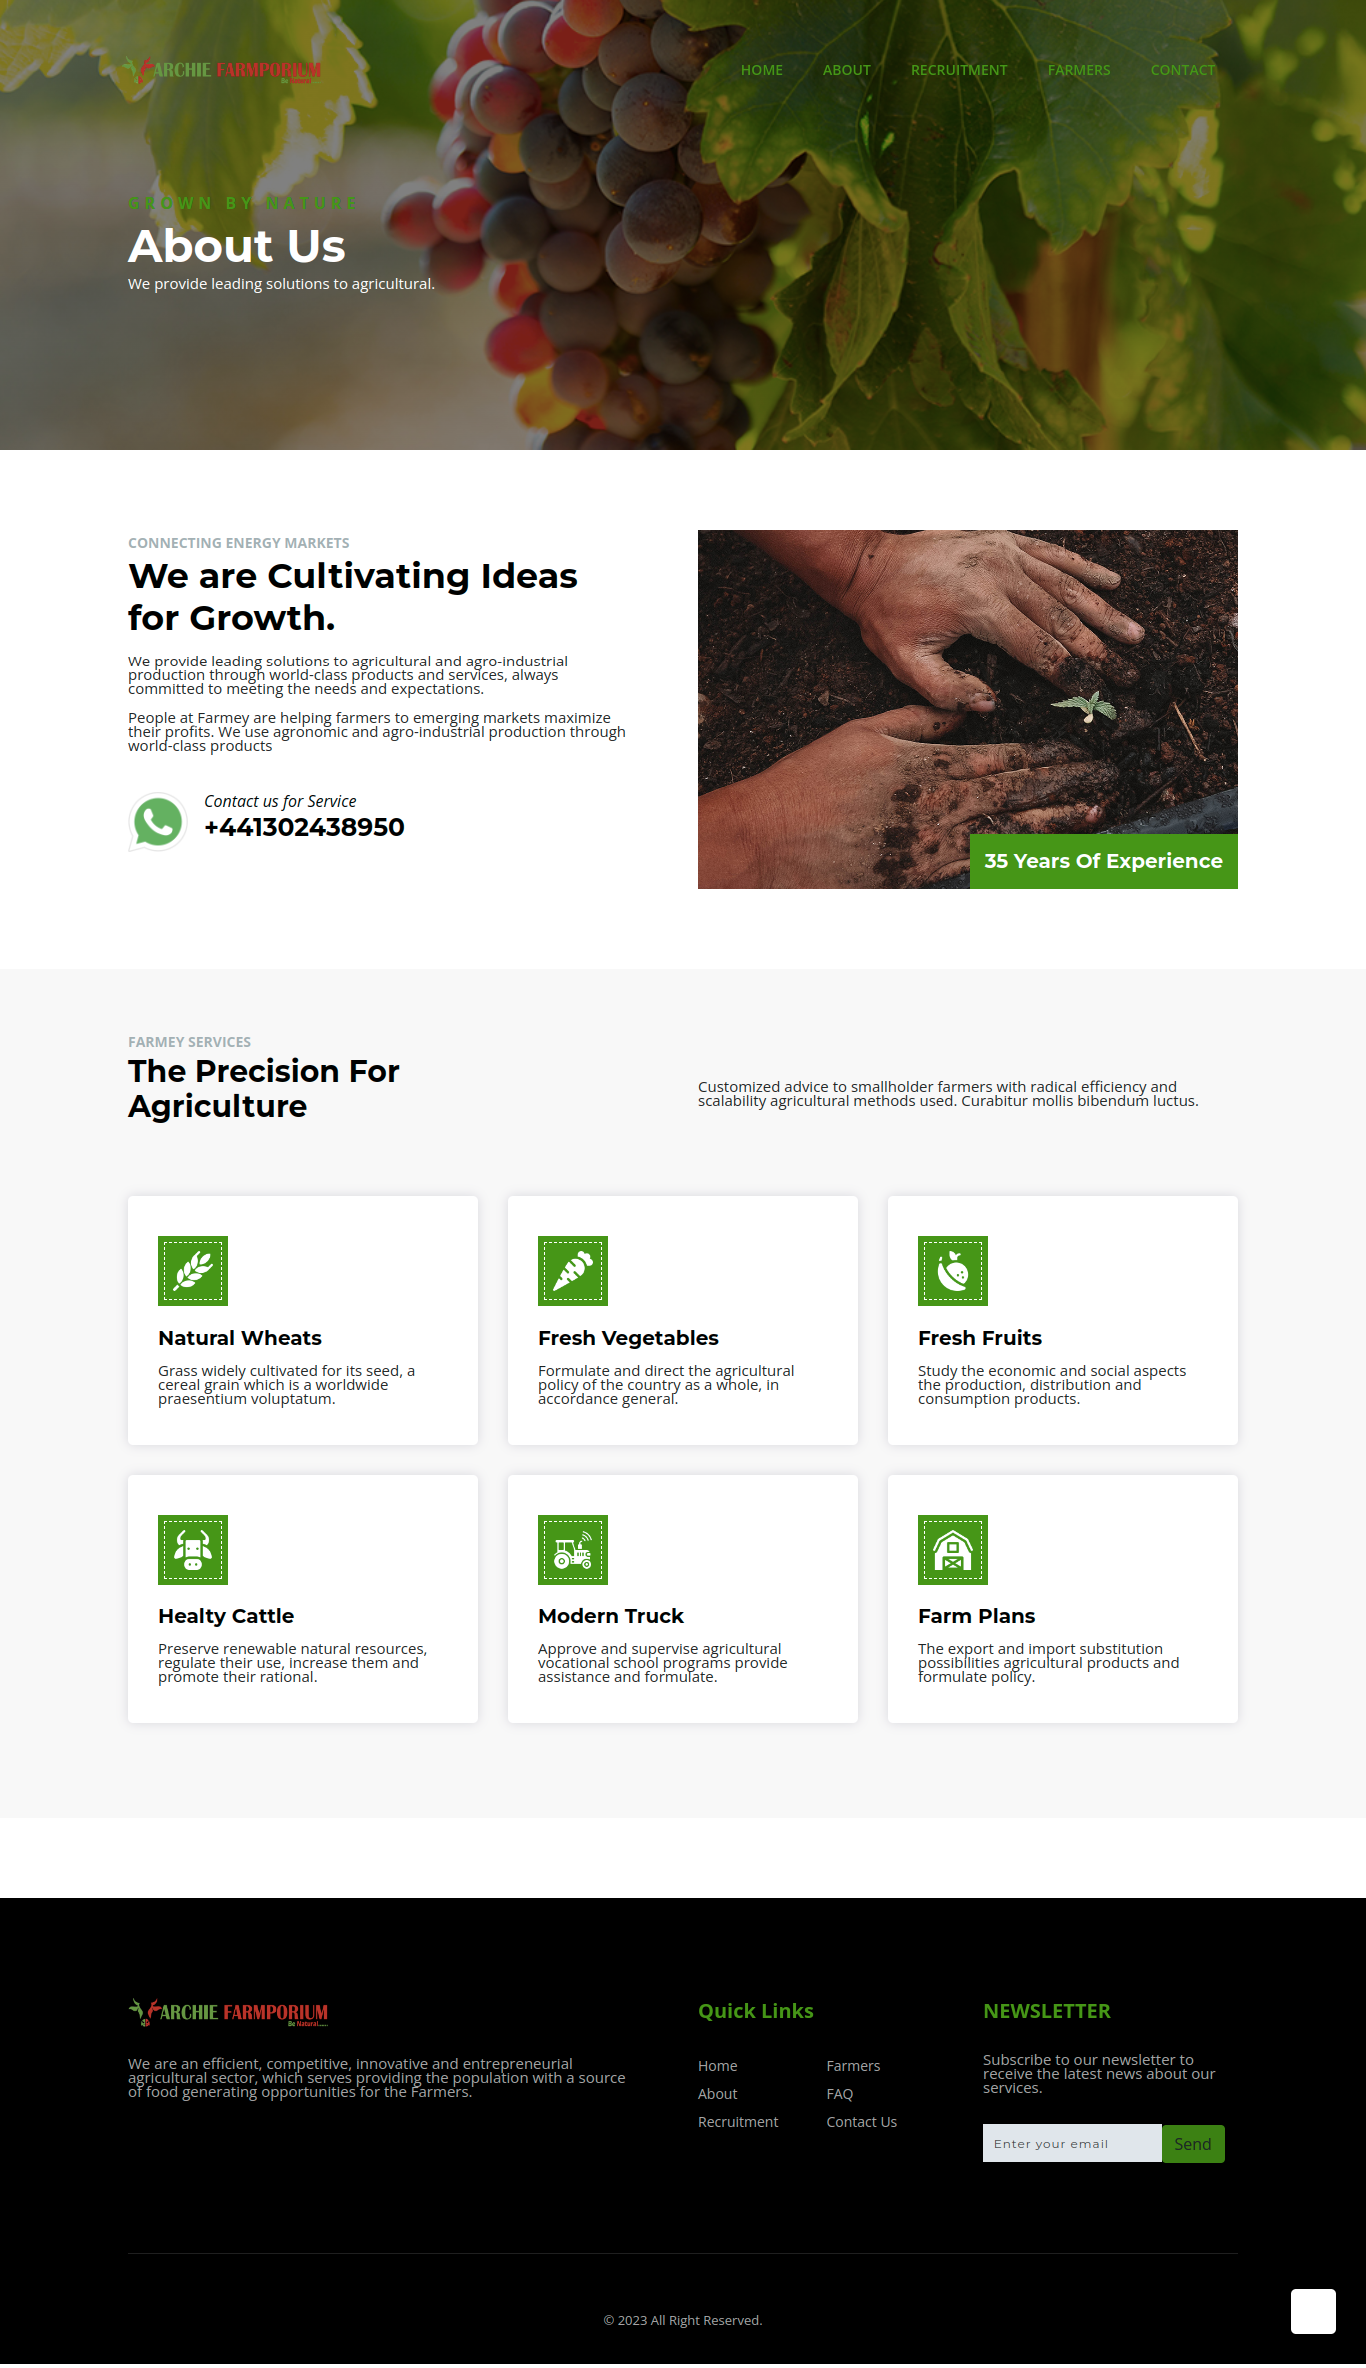 ARCHIE FARMPORIUM
Be Natural
HOME ABOUT RECRUITMENT FARMERS CONTACT
GROWN BY NATURE
About Us
We provide leading solutions to agricultural.
CONNECTING ENERGY MARKETS
We are Cultivating Ideas
for Growth.
We provide leading solutions to agricultural and agro-industrial
production through world-class products and services, always
committed to meeting the needs and expectations.
People at Farmey are helping farmers to emerging markets maximize
their profits. We use agronomic and agro-industrial production through
world-class products
Contact us for Service
+441302438950
35 Years Of Experience
FARMEY SERVICES
The Precision For
Agriculture
Customized advice to smallholder farmers with radical efficiency and
scalability agricultural methods used. Curabitur mollis bibendum luctus.
Natural Wheats
Grass widely cultivated for its seed, a
cereal grain which is a worldwide
praesentium voluptatum.
Fresh Vegetables
Formulate and direct the agricultural
policy of the country as a whole, in
accordance general.
Fresh Fruits
Study the economic and social aspects
the production, distribution and
consumption products.
Healty Cattle
Preserve renewable natural resources,
regulate their use, increase them and
promote their rational.
Modern Truck
Approve and supervise agricultural
vocational school programs provide
assistance and formulate.
Farm Plans
The export and import substitution
possibilities agricultural products and
formulate policy.
ARCHIE FARMPORIUM
Be Natural......
We are an efficient, competitive, innovative and entrepreneurial
agricultural sector, which serves providing the population with a source
of food generating opportunities for the Farmers.
Quick Links
Home
About
Recruitment
Farmers
FAQ
Contact Us
NEWSLETTER
Subscribe to our newsletter to
receive the latest news about our
services.
Enter your email
Send
© 2023 All Right Reserved.